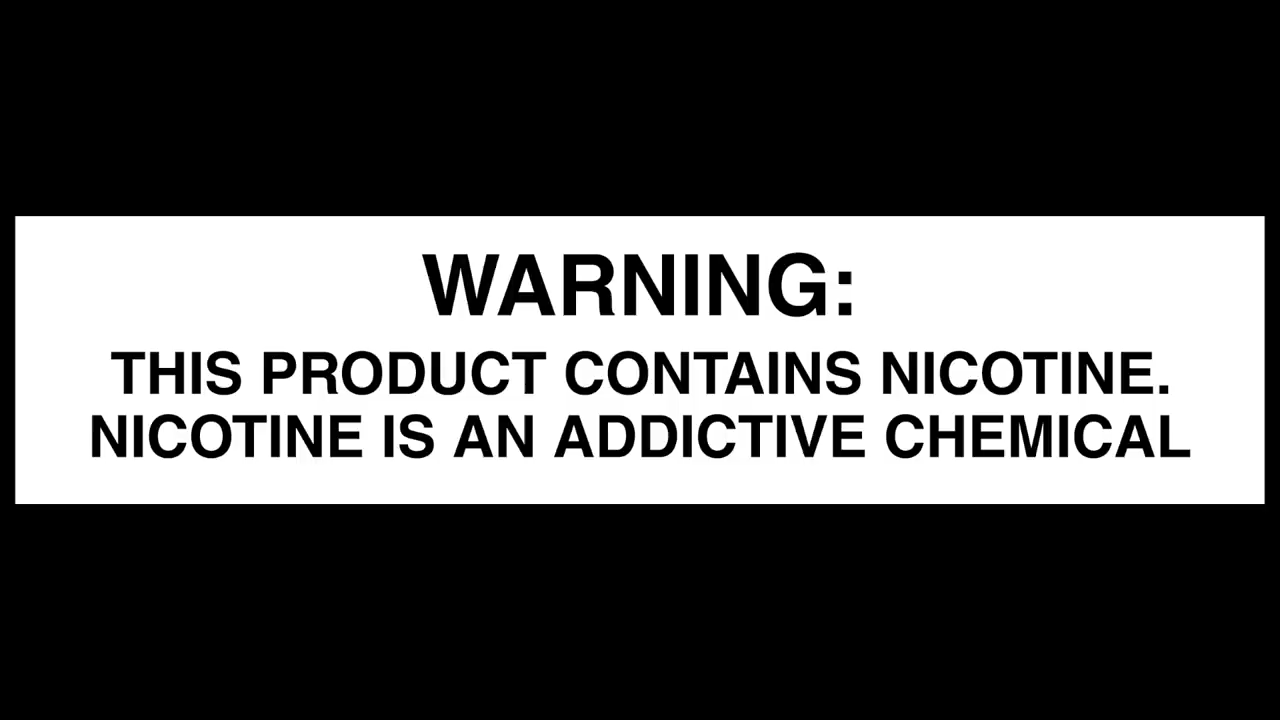 WARNING:
THIS PRODUCT CONTAINS NICOTINE.
NICOTINE IS AN ADDICTIVE CHEMICAL